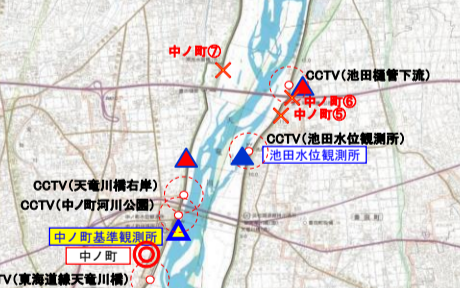 中ノ町⑦
CCTV(池田樋管下流)
中ノ町⑥
中ノ町⑤
CCTV(池田水位観測所)
池田水位観測所
CCTV(天竜川橋右岸)
CCTV(中ノ町河川公園)
中ノ町基準観測所
中ノ町
TV(東海道線天竜川橋)